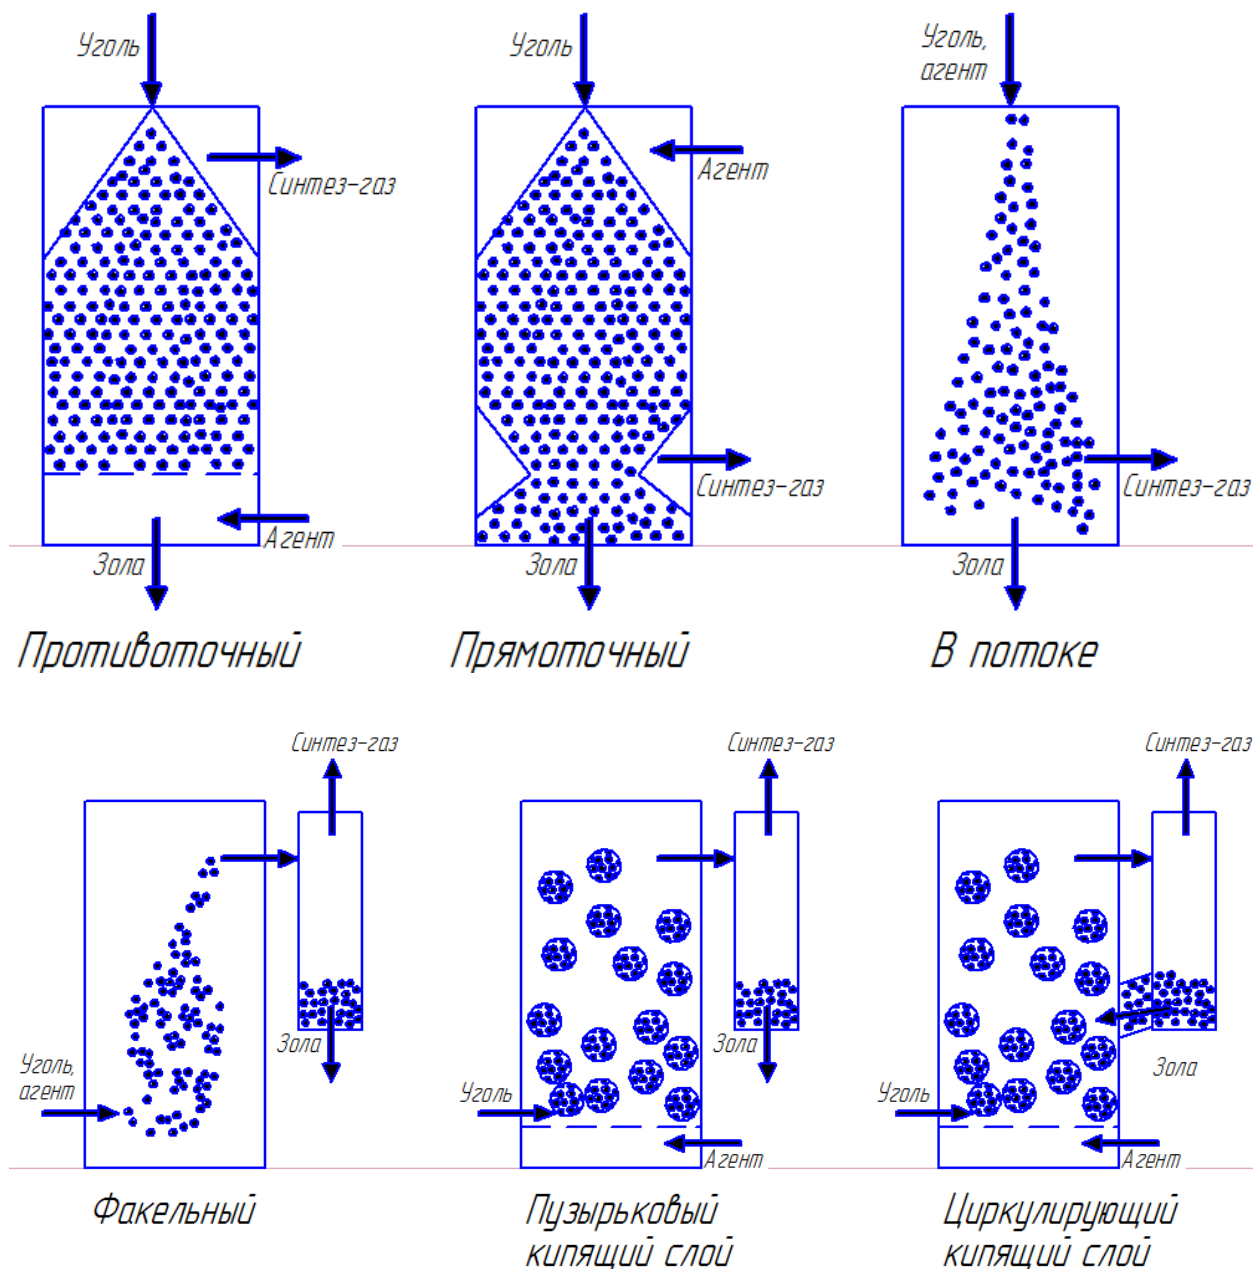 Уголь
Синтез-газ
Агент
Зола
Противоточный
Уголь
Агент
Синтез-газ
Зола
Прямоточный
Уголь,
агент
Синтез-газ
Зола
В потоке
Синтез-газ
Зола
Уголь,
агент
Факельный
Синтез-газ
Зола
Уголь
Агент
Пузырьковый
кипящий слой
Синтез-газ
Зола
Уголь
Агент
Циркулирующий
кипящий слой